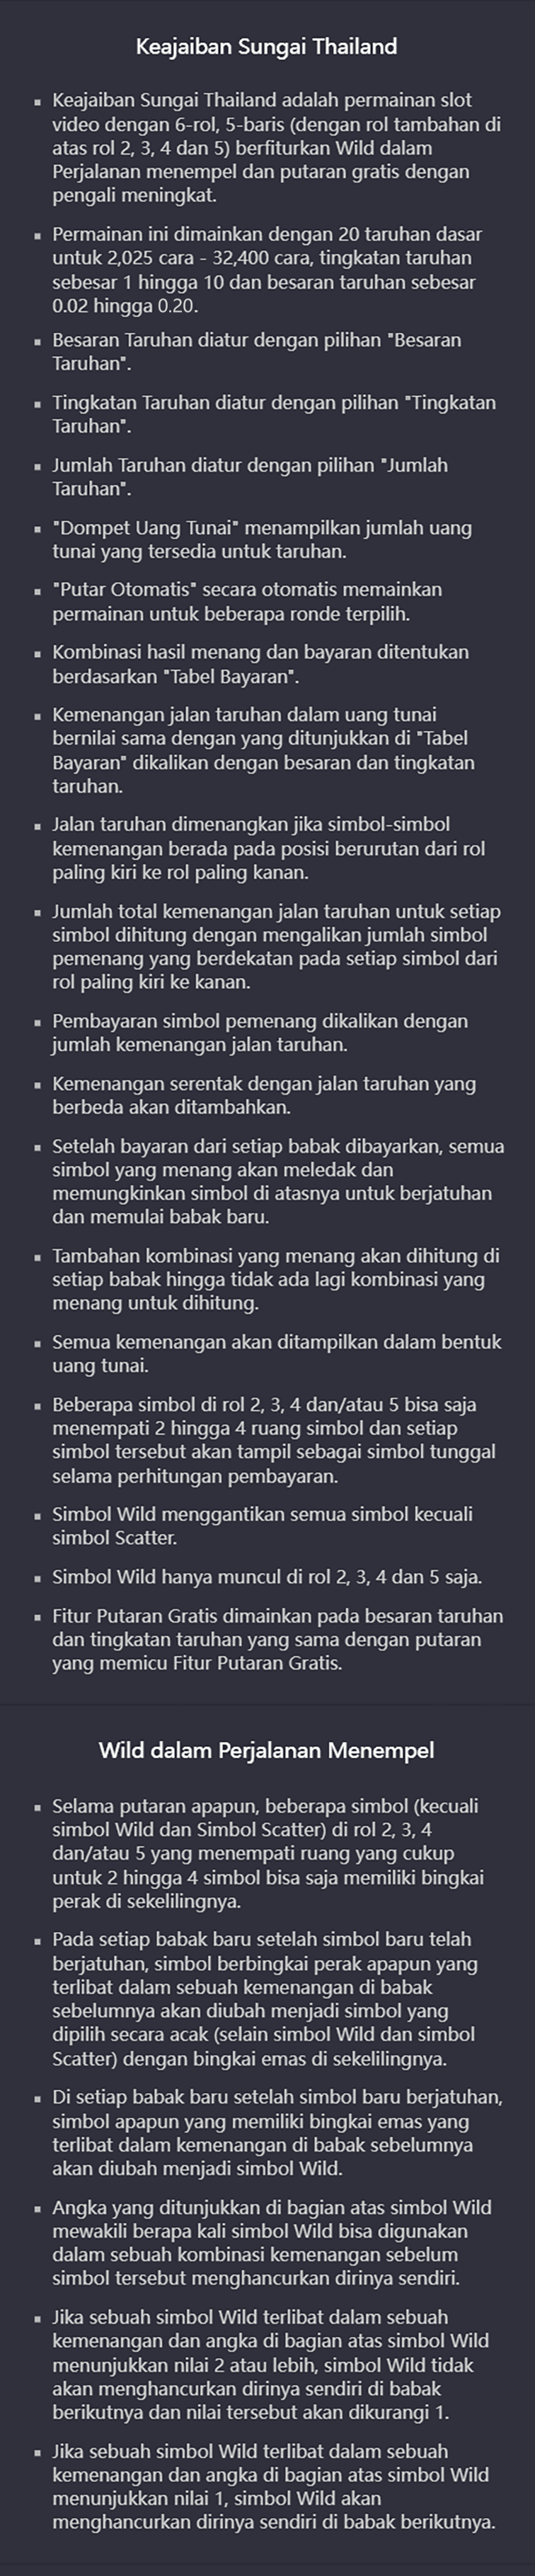 Keajaiban Sungai Thailand
▪ Keajaiban Sungai Thailand adalah permainan slot
video dengan 6-rol, 5-baris (dengan rol tambahan di
atas rol 2, 3, 4 dan 5) berfiturkan Wild dalam
Perjalanan menempel dan putaran gratis dengan
pengali meningkat.
▪ Permainan ini dimainkan dengan 20 taruhan dasar
untuk 2,025 cara - 32,400 cara, tingkatan taruhan
sebesar 1 hingga 10 dan besaran taruhan sebesar
0.02 hingga 0.20.
▪ Besaran Taruhan diatur dengan pilihan "Besaran
Taruhan".
▪ Tingkatan Taruhan diatur dengan pilihan "Tingkatan
Taruhan".
▪ Jumlah Taruhan diatur dengan pilihan "Jumlah
Taruhan".
▪ "Dompet Uang Tunai" menampilkan jumlah uang
tunai yang tersedia untuk taruhan.
▪ "Putar Otomatis" secara otomatis memainkan
permainan untuk beberapa ronde terpilih.
▪ Kombinasi hasil menang dan bayaran ditentukan
berdasarkan "Tabel Bayaran".
▪ Kemenangan jalan taruhan dalam uang tunai
bernilai sama dengan yang ditunjukkan di "Tabel
Bayaran" dikalikan dengan besaran dan tingkatan
taruhan.
▪ Jalan taruhan dimenangkan jika simbol-simbol
kemenangan berada pada posisi berurutan dari rol
paling kiri ke rol paling kanan.
▪ Jumlah total kemenangan jalan taruhan untuk setiap
simbol dihitung dengan mengalikan jumlah simbol
pemenang yang berdekatan pada setiap simbol dari
rol paling kiri ke kanan.
▪ Pembayaran simbol pemenang dikalikan dengan
jumlah kemenangan jalan taruhan.
▪ Kemenangan serentak dengan jalan taruhan yang
berbeda akan ditambahkan.
▪ Setelah bayaran dari setiap babak dibayarkan, semua
simbol yang menang akan meledak dan
memungkinkan simbol di atasnya untuk berjatuhan
dan memulai babak baru.
▪ Tambahan kombinasi yang menang akan dihitung di
setiap babak hingga tidak ada lagi kombinasi yang
menang untuk dihitung.
▪ Semua kemenangan akan ditampilkan dalam bentuk
uang tunai.
▪ Beberapa simbol di rol 2, 3, 4 dan/atau 5 bisa saja
menempati 2 hingga 4 ruang simbol dan setiap
simbol tersebut akan tampil sebagai simbol tunggal
selama perhitungan pembayaran.
▪ Simbol Wild menggantikan semua simbol kecuali
simbol Scatter.
▪ Simbol Wild hanya muncul di rol 2, 3, 4 dan 5 saja.
▪ Fitur Putaran Gratis dimainkan pada besaran taruhan
dan tingkatan taruhan yang sama dengan putaran
yang memicu Fitur Putaran Gratis.
Wild dalam Perjalanan Menempel
▪ Selama putaran apapun, beberapa simbol (kecuali
simbol Wild dan Simbol Scatter) di rol 2, 3, 4
dan/atau 5 yang menempati ruang yang cukup
untuk 2 hingga 4 simbol bisa saja memiliki bingkai
perak di sekelilingnya.
▪ Pada setiap babak baru setelah simbol baru telah
berjatuhan, simbol berbingkai perak apapun yang
terlibat dalam sebuah kemenangan di babak
sebelumnya akan diubah menjadi simbol yang
dipilih secara acak (selain simbol Wild dan simbol
Scatter) dengan bingkai emas di sekelilingnya.
▪ Di setiap babak baru setelah simbol baru berjatuhan,
simbol apapun yang memiliki bingkai emas yang
terlibat dalam kemenangan di babak sebelumnya
akan diubah menjadi simbol Wild.
▪ Angka yang ditunjukkan di bagian atas simbol Wild
mewakili berapa kali simbol Wild bisa digunakan
dalam sebuah kombinasi kemenangan sebelum
simbol tersebut menghancurkan dirinya sendiri.
▪ Jika sebuah simbol Wild terlibat dalam sebuah
kemenangan dan angka di bagian atas simbol Wild
menunjukkan nilai 2 atau lebih, simbol Wild tidak
akan menghancurkan dirinya sendiri di babak
berikutnya dan nilai tersebut akan dikurangi 1.
▪ Jika sebuah simbol Wild terlibat dalam sebuah
kemenangan dan angka di bagian atas simbol Wild
menunjukkan nilai 1, simbol Wild akan
menghancurkan dirinya sendiri di babak berikutnya.